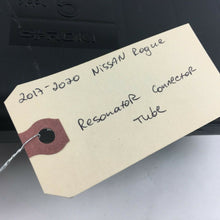 2017-2020 NISSAN Rogue
Resonator Connector
Tube